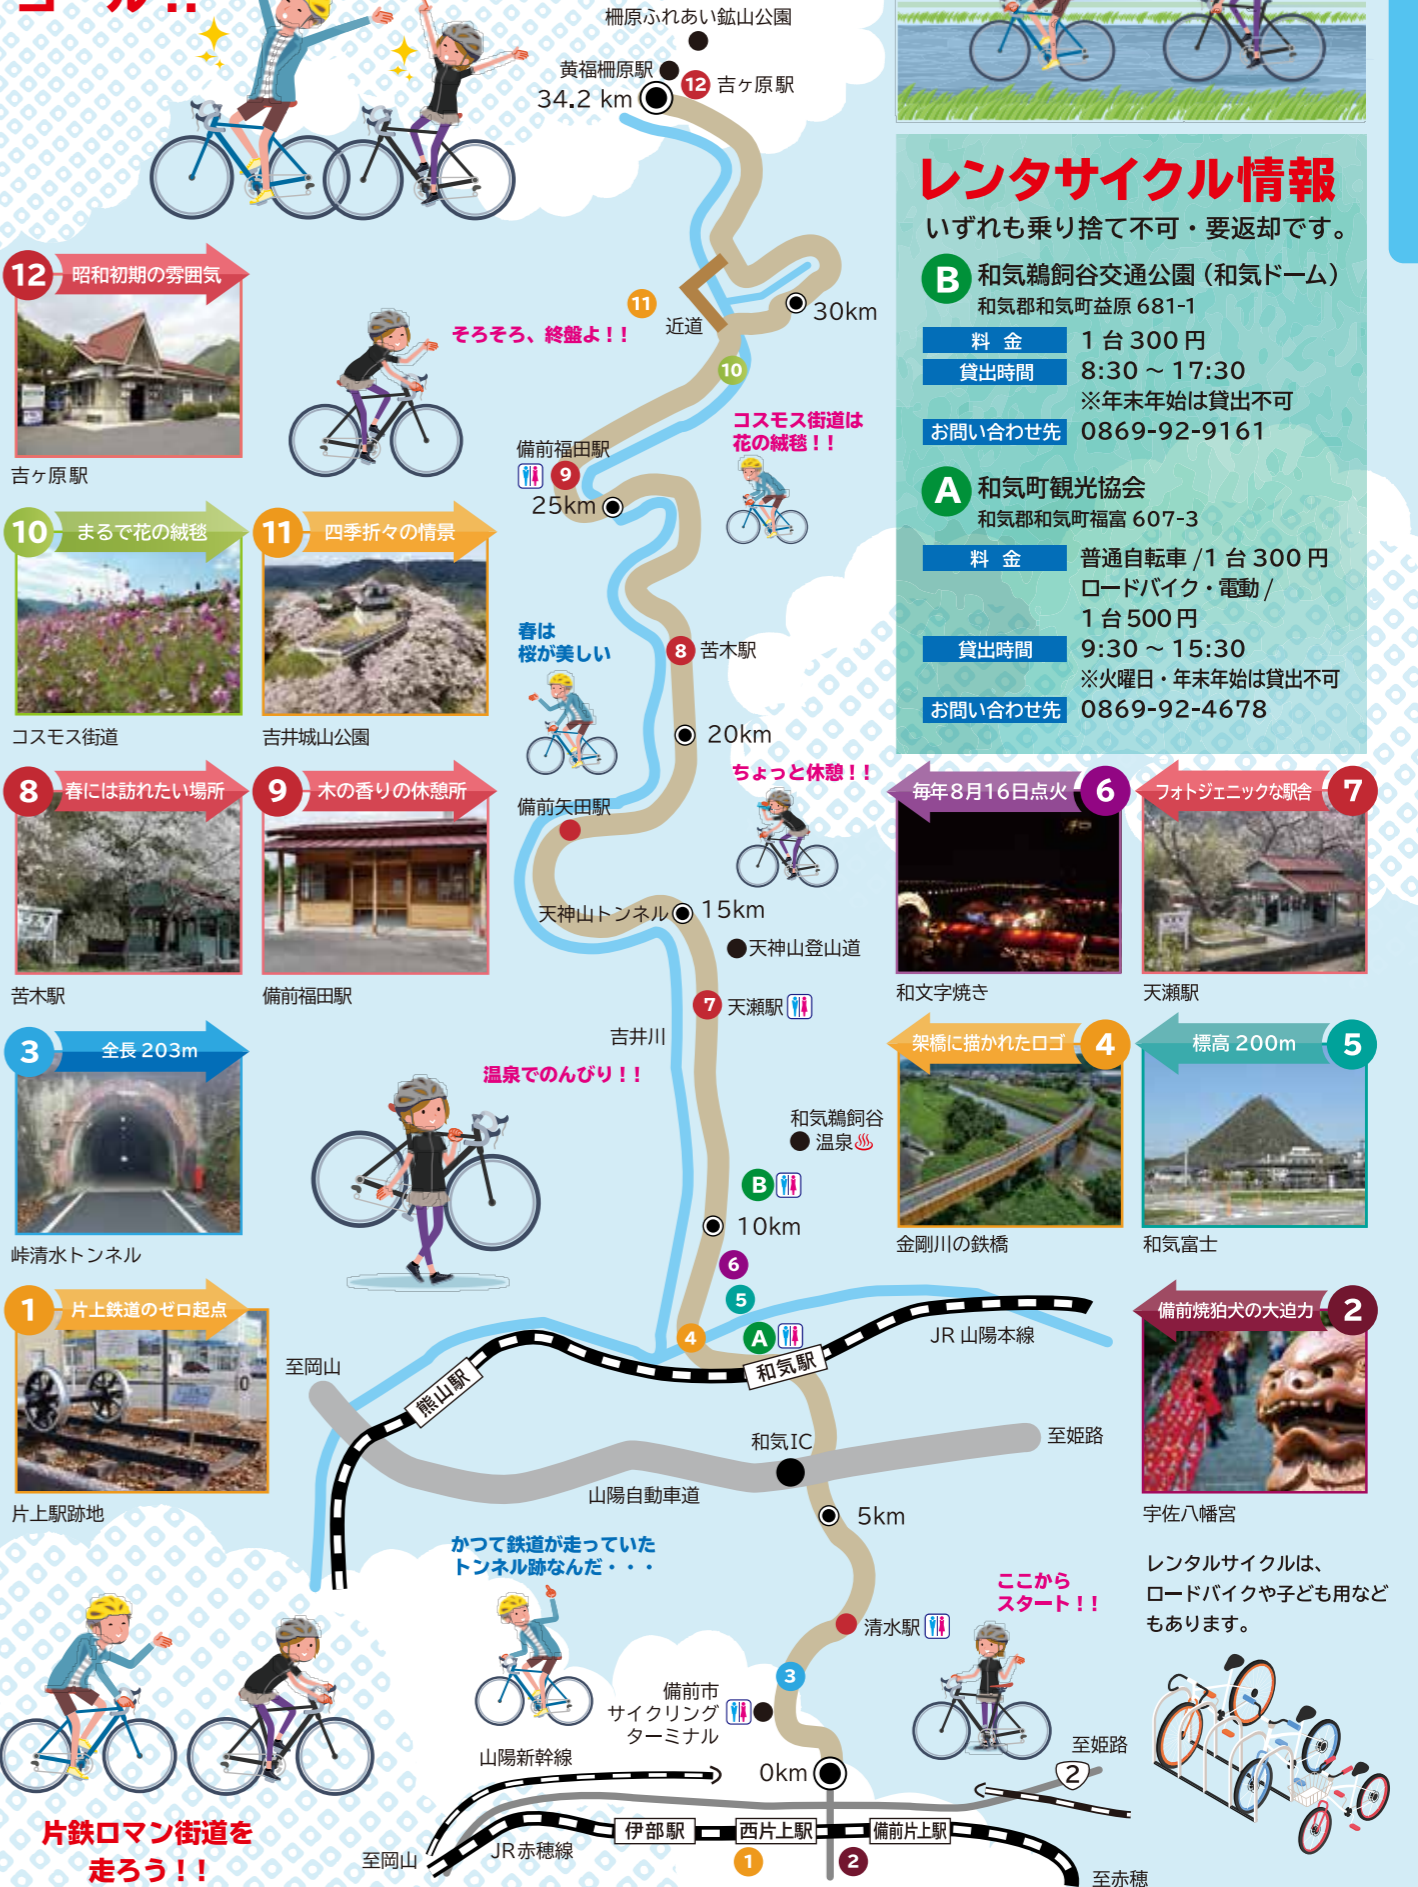 ゴール!!
柵原ふれあい鉱山公園
黄福柵原駅
34.2 km
12 吉ヶ原駅
近道
11
30km
10
そろそろ、終盤よ!!
コスモス街道は
花の絨毯!!
備前福田駅
9
25km
春は
桜が美しい
8 苦木駅
20km
備前矢田駅
ちょっと休憩!!
天神山トンネル
15km
天神山登山道
7 天瀬駅
吉井川
温泉でのんびり!!
和気鵜飼谷
温泉
B
10km
6
5
4
A
和気駅
JR 山陽本線
至岡山
熊山駅
和気IC
至姫路
山陽自動車道
5km
かつて鉄道が走っていた
トンネル跡なんだ・・・
ここから
スタート!!
清水駅
3
備前市
サイクリング
ターミナル
0km
山陽新幹線
至姫路
2
伊部駅
西片上駅
備前片上駅
JR赤穂線
至岡山
1
2
至赤穂
片鉄ロマン街道を
走ろう!!
12 昭和初期の雰囲気
吉ヶ原駅
10 まるで花の絨毯
コスモス街道
11 四季折々の情景
吉井城山公園
8 春には訪れたい場所
苦木駅
9 木の香りの休憩所
備前福田駅
3 全長 203m
峠清水トンネル
1 片上鉄道のゼロ起点
片上駅跡地
レンタサイクル情報
いずれも乗り捨て不可・要返却です。
B 和気鵜飼谷交通公園（和気ドーム）
和気郡和気町益原 681-1
料 金 1 台 300 円
貸出時間 8:30 ～ 17:30
※年末年始は貸出不可
お問い合わせ先 0869-92-9161
A 和気町観光協会
和気郡和気町福富 607-3
料 金 普通自転車 /1 台 300 円
ロードバイク・電動 /
1 台 500 円
貸出時間 9:30 ～ 15:30
※火曜日・年末年始は貸出不可
お問い合わせ先 0869-92-4678
毎年8月16日点火 6
和文字焼き
フォトジェニックな駅舎 7
天瀬駅
架橋に描かれたロゴ 4
金剛川の鉄橋
標高 200m 5
和気富士
備前焼狛犬の大迫力 2
宇佐八幡宮
レンタルサイクルは、
ロードバイクや子ども用など
もあります。